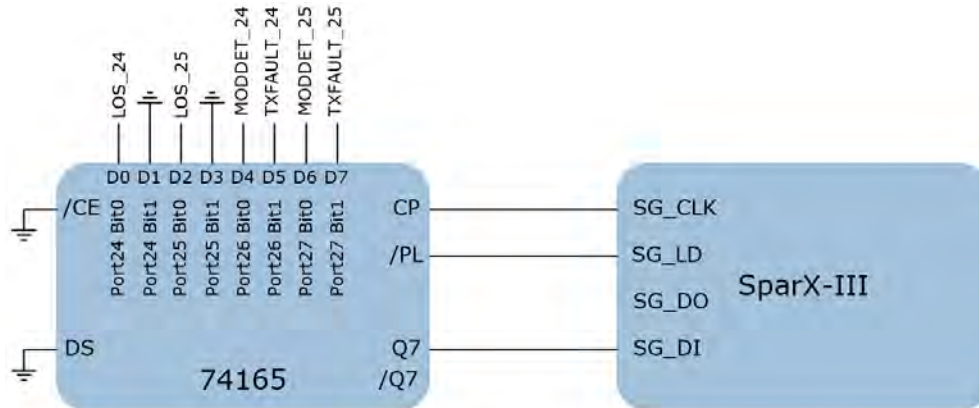 LOS_24
LOS_25
MODDET_24
TXFAULT_24
MODDET_25
TXFAULT_25
D0 D1 D2 D3 D4 D5 D6 D7
/CE
Port24 Bit0
Port24 Bit1
Port25 Bit0
Port25 Bit1
Port26 Bit0
Port26 Bit1
Port27 Bit0
Port27 Bit1
CP
/PL
DS
Q7
/Q7
74165
SG_CLK
SG_LD
SG_DO
SG_DI
SparX-III